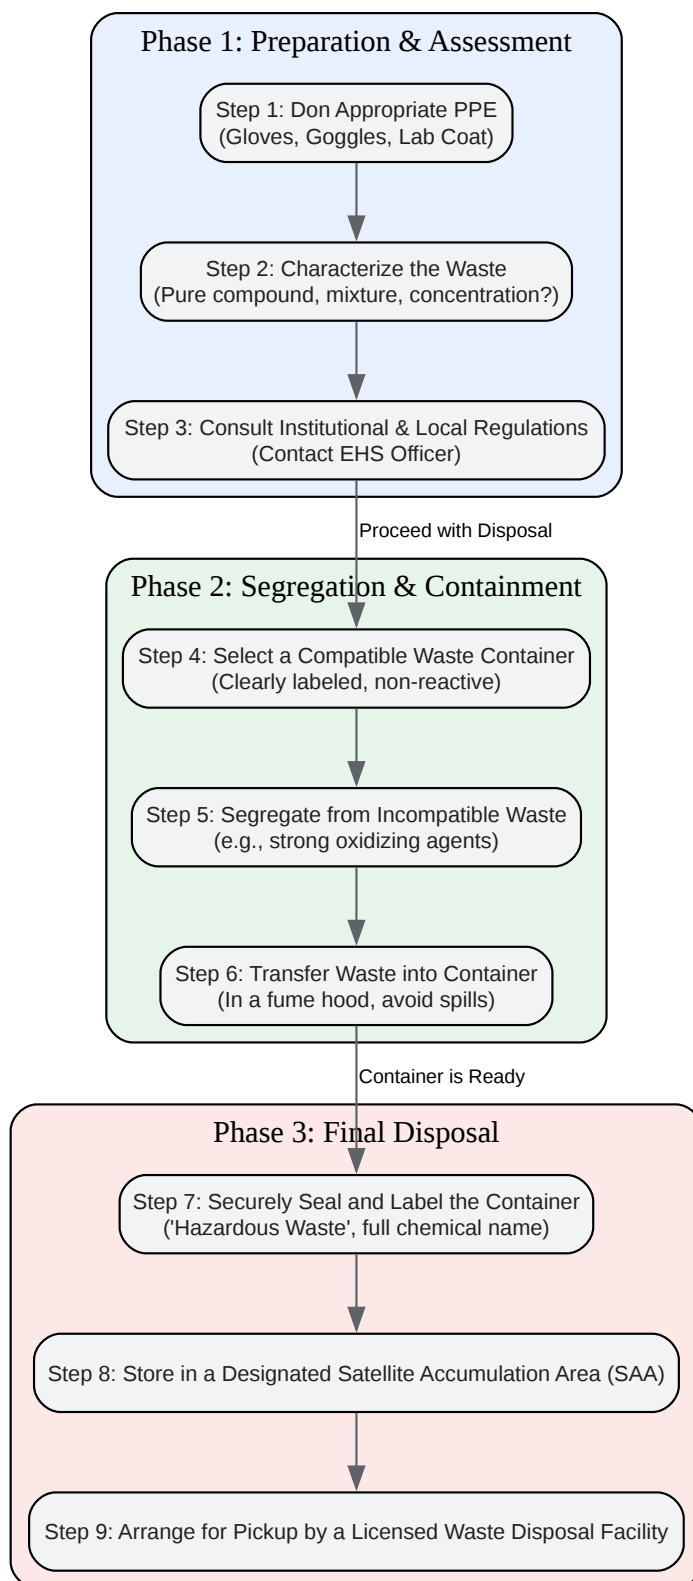 Phase 1: Preparation & Assessment
Step 1: Don Appropriate PPE
(Gloves, Goggles, Lab Coat)
Step 2: Characterize the Waste
(Pure compound, mixture, concentration?)
Step 3: Consult Institutional & Local Regulations
(Contact EHS Officer)
Proceed with Disposal
Phase 2: Segregation & Containment
Step 4: Select a Compatible Waste Container
(Clearly labeled, non-reactive)
Step 5: Segregate from Incompatible Waste
(e.g., strong oxidizing agents)
Step 6: Transfer Waste into Container
(In a fume hood, avoid spills)
Container is Ready
Phase 3: Final Disposal
Step 7: Securely Seal and Label the Container
('Hazardous Waste', full chemical name)
Step 8: Store in a Designated Satellite Accumulation Area (SAA)
Step 9: Arrange for Pickup by a Licensed Waste Disposal Facility